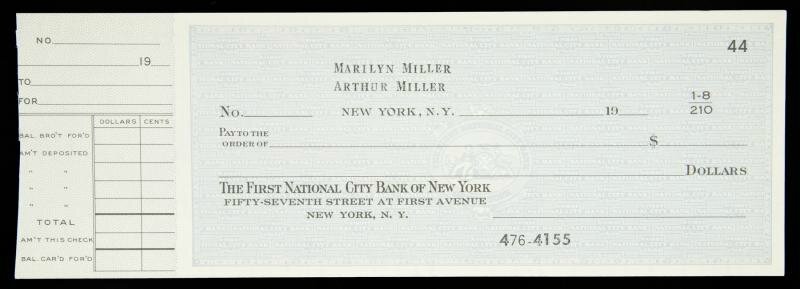 NO.
19
TO
FOR
DOLLARS CENTS
BAL. BRO'T FOR'D
AM'T DEPOSITED
" "
" "
" "
TOTAL
AM'T THIS CHECK
BAL. CAR'D FOR'D
44
MARILYN MILLER
ARTHUR MILLER
1-8
210
No. NEW YORK, N.Y. 19
PAY TO THE
ORDER OF $
DOLLARS
THE FIRST NATIONAL CITY BANK OF NEW YORK
FIFTY-SEVENTH STREET AT FIRST AVENUE
NEW YORK, N. Y.
476-4155